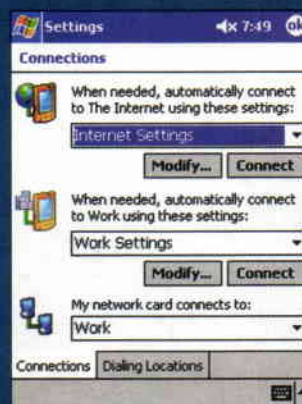 Settings 7:49 ok
Connections
When needed, automatically connect
to The Internet using these settings:
Internet Settings
Modify... Connect
When needed, automatically connect
to Work using these settings:
Work Settings
Modify... Connect
My network card connects to:
Work
Connections Dialing Locations